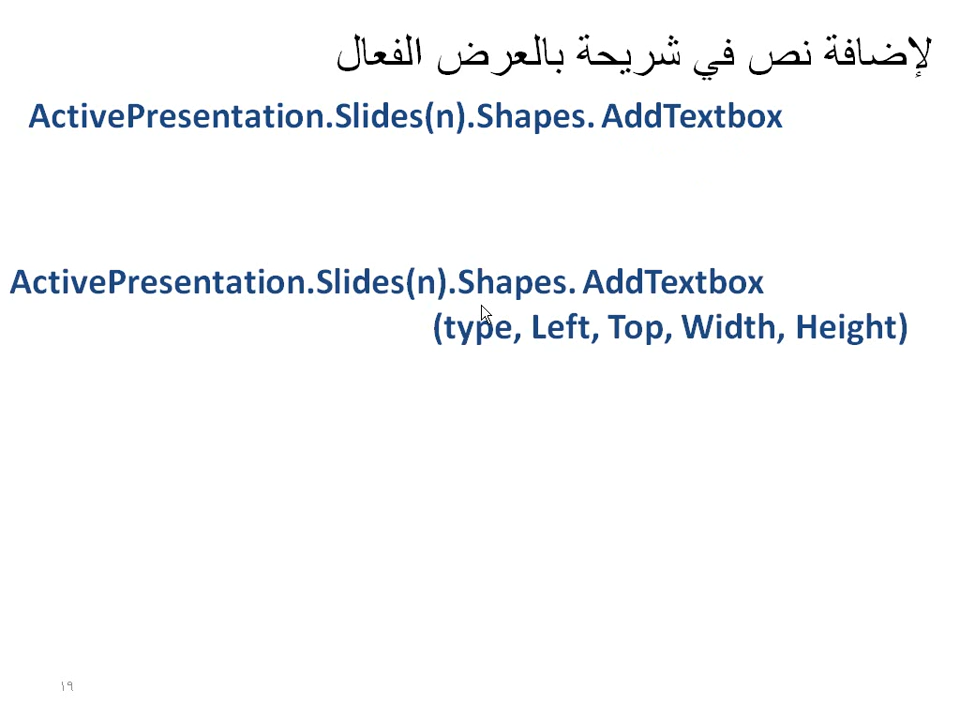 لإضافة نص في شريحة بالعرض الفعال
ActivePresentation.Slides(n).Shapes. AddTextbox
ActivePresentation.Slides(n).Shapes. AddTextbox
(type, Left, Top, Width, Height)
١٩